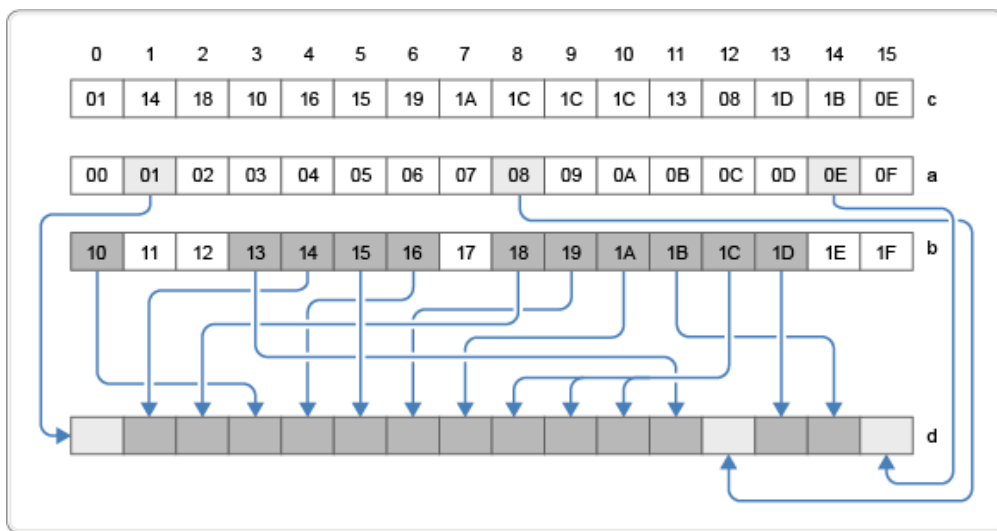 0 1 2 3 4 5 6 7 8 9 10 11 12 13 14 15
01 14 18 10 16 15 19 1A 1C 1C 1C 13 08 1D 1B 0E c
00 01 02 03 04 05 06 07 08 09 0A 0B 0C 0D 0E 0F a
10 11 12 13 14 15 16 17 18 19 1A 1B 1C 1D 1E 1F b
d